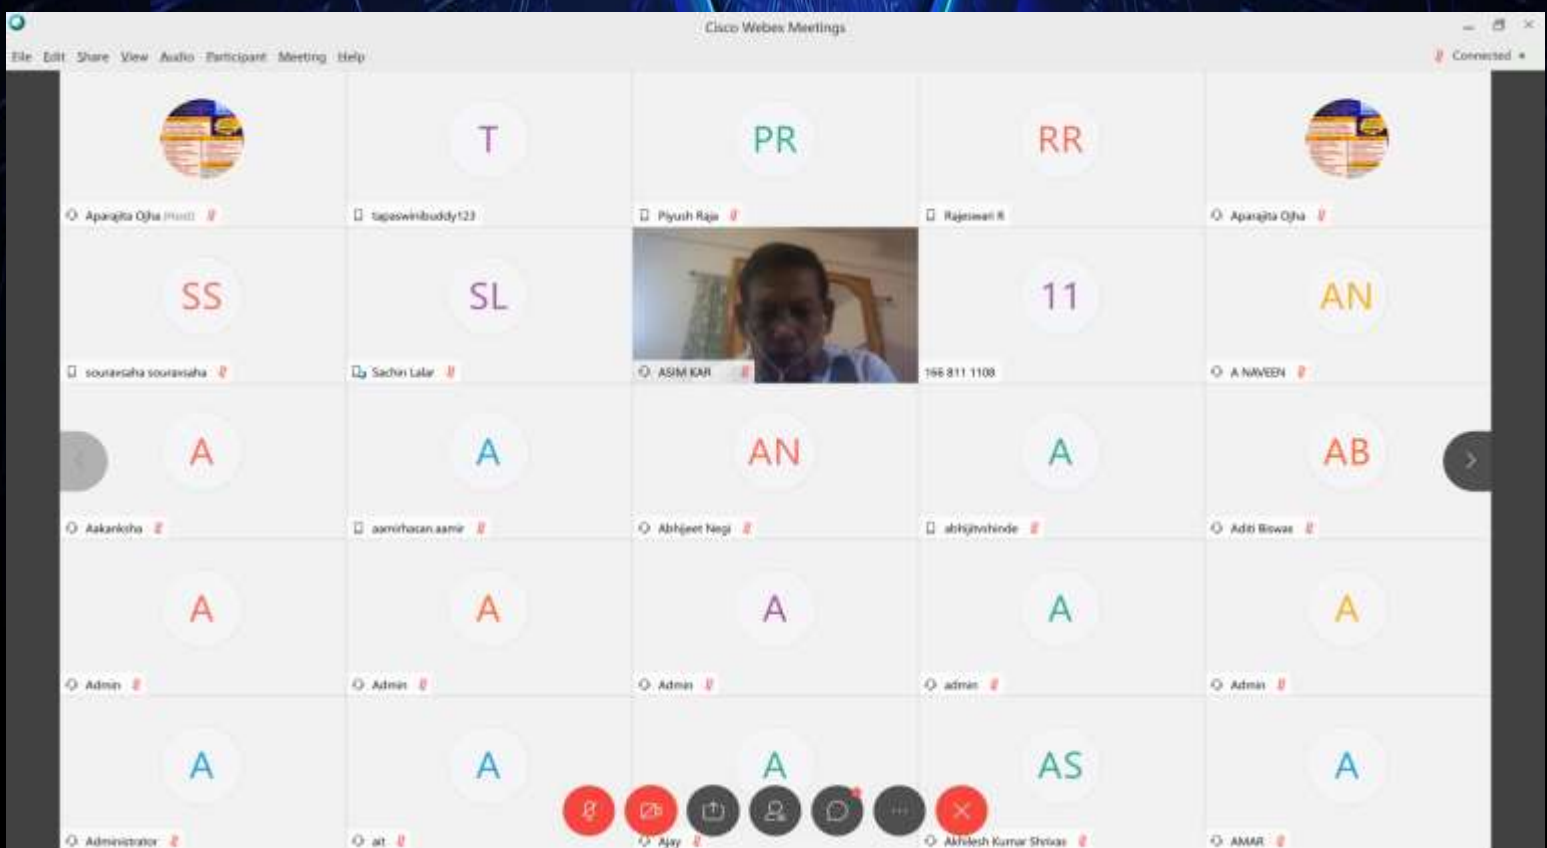 Cisco Webex Meetings
File Edit Share View Audio Participant Meeting Help
Connected
T PR RR
Aparajita Ojha (Host) tapaswinibuddy123 Piyush Raja Rajeswari R Aparajita Ojha
SS SL 11 AN
souravsaha souravsaha Sachin Lalar ASIM KAR 166 811 1108 A NAVEEN
A A AN A AB
Aakanksha aamirhasan.aamir Abhijeet Negi abhijitvshinde Aditi Biswas
A A A A A
Admin Admin Admin admin Admin
A A A AS A
Administrator ait Ajay Akhilesh Kumar Shrivas AMAR